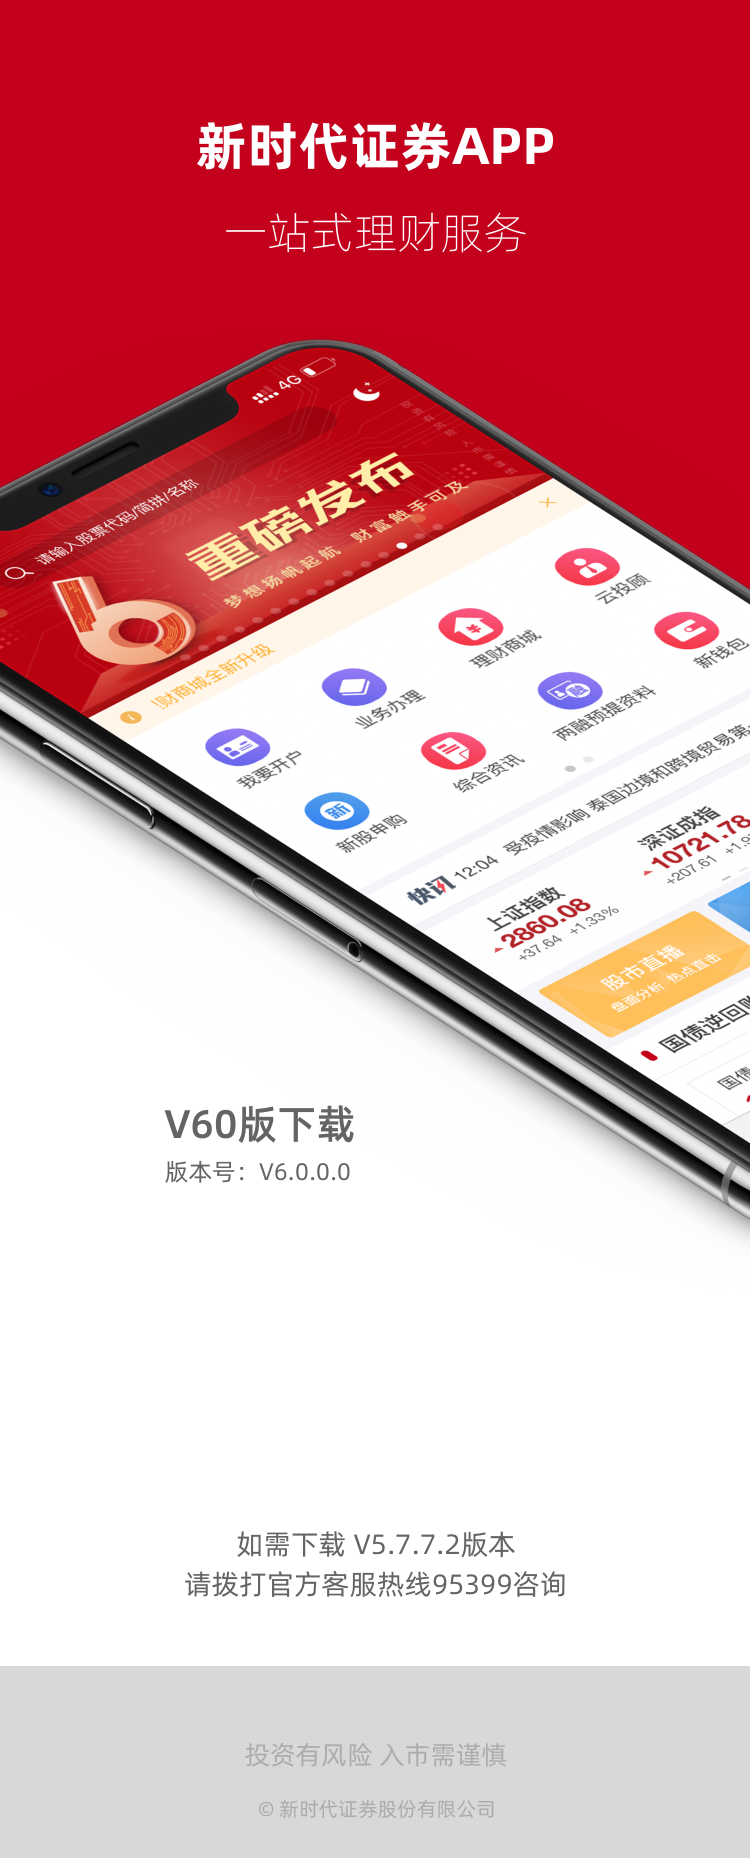 新时代证券APP
一站式理财服务
4G
请输入股票代码/简拼/名称
重磅发布
梦想扬帆起航 财富触手可及
财商城全新升级
我要开户
业务办理
理财商城
云投顾
新股申购
综合资讯
两融预提资料
新钱包
快讯 12:04 受疫情影响 泰国边境和跨境贸易第
上证指数
2860.08
+37.64 +1.33%
深证成指
10721.78
+207.61
股市直播
盘面分析 热点直击
国债逆回购
国债
V60版下载
版本号：V6.0.0.0
如需下载 V5.7.7.2版本
请拨打官方客服热线95399咨询
投资有风险 入市需谨慎
© 新时代证券股份有限公司